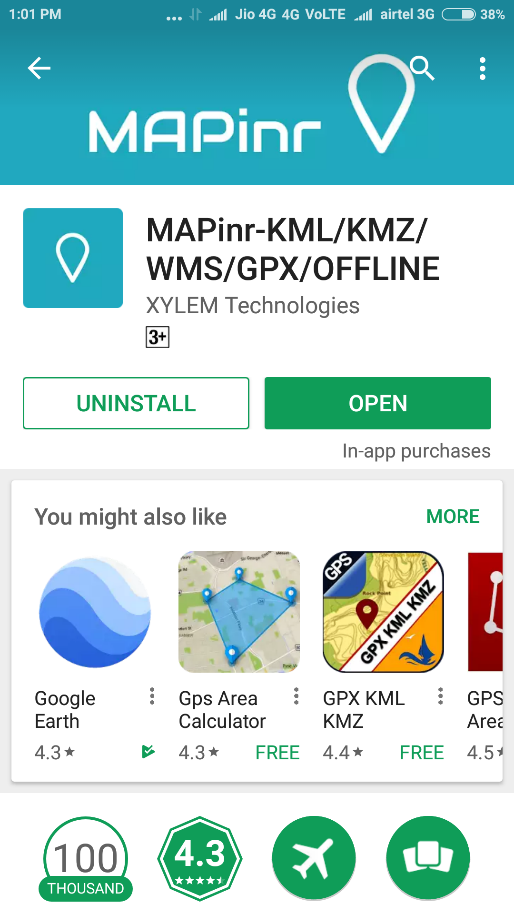 1:01 PM ... Jio 4G 4G VoLTE airtel 3G 38%
MAPinr
MAPinr-KML/KMZ/
WMS/GPX/OFFLINE
XYLEM Technologies
3+
UNINSTALL
OPEN
In-app purchases
You might also like
MORE
GPS
GPX KML KMZ
Google
Earth
4.3★
Gps Area
Calculator
4.3★ FREE
GPX KML
KMZ
4.4★ FREE
GPS
Area
4.5★
100
THOUSAND
4.3